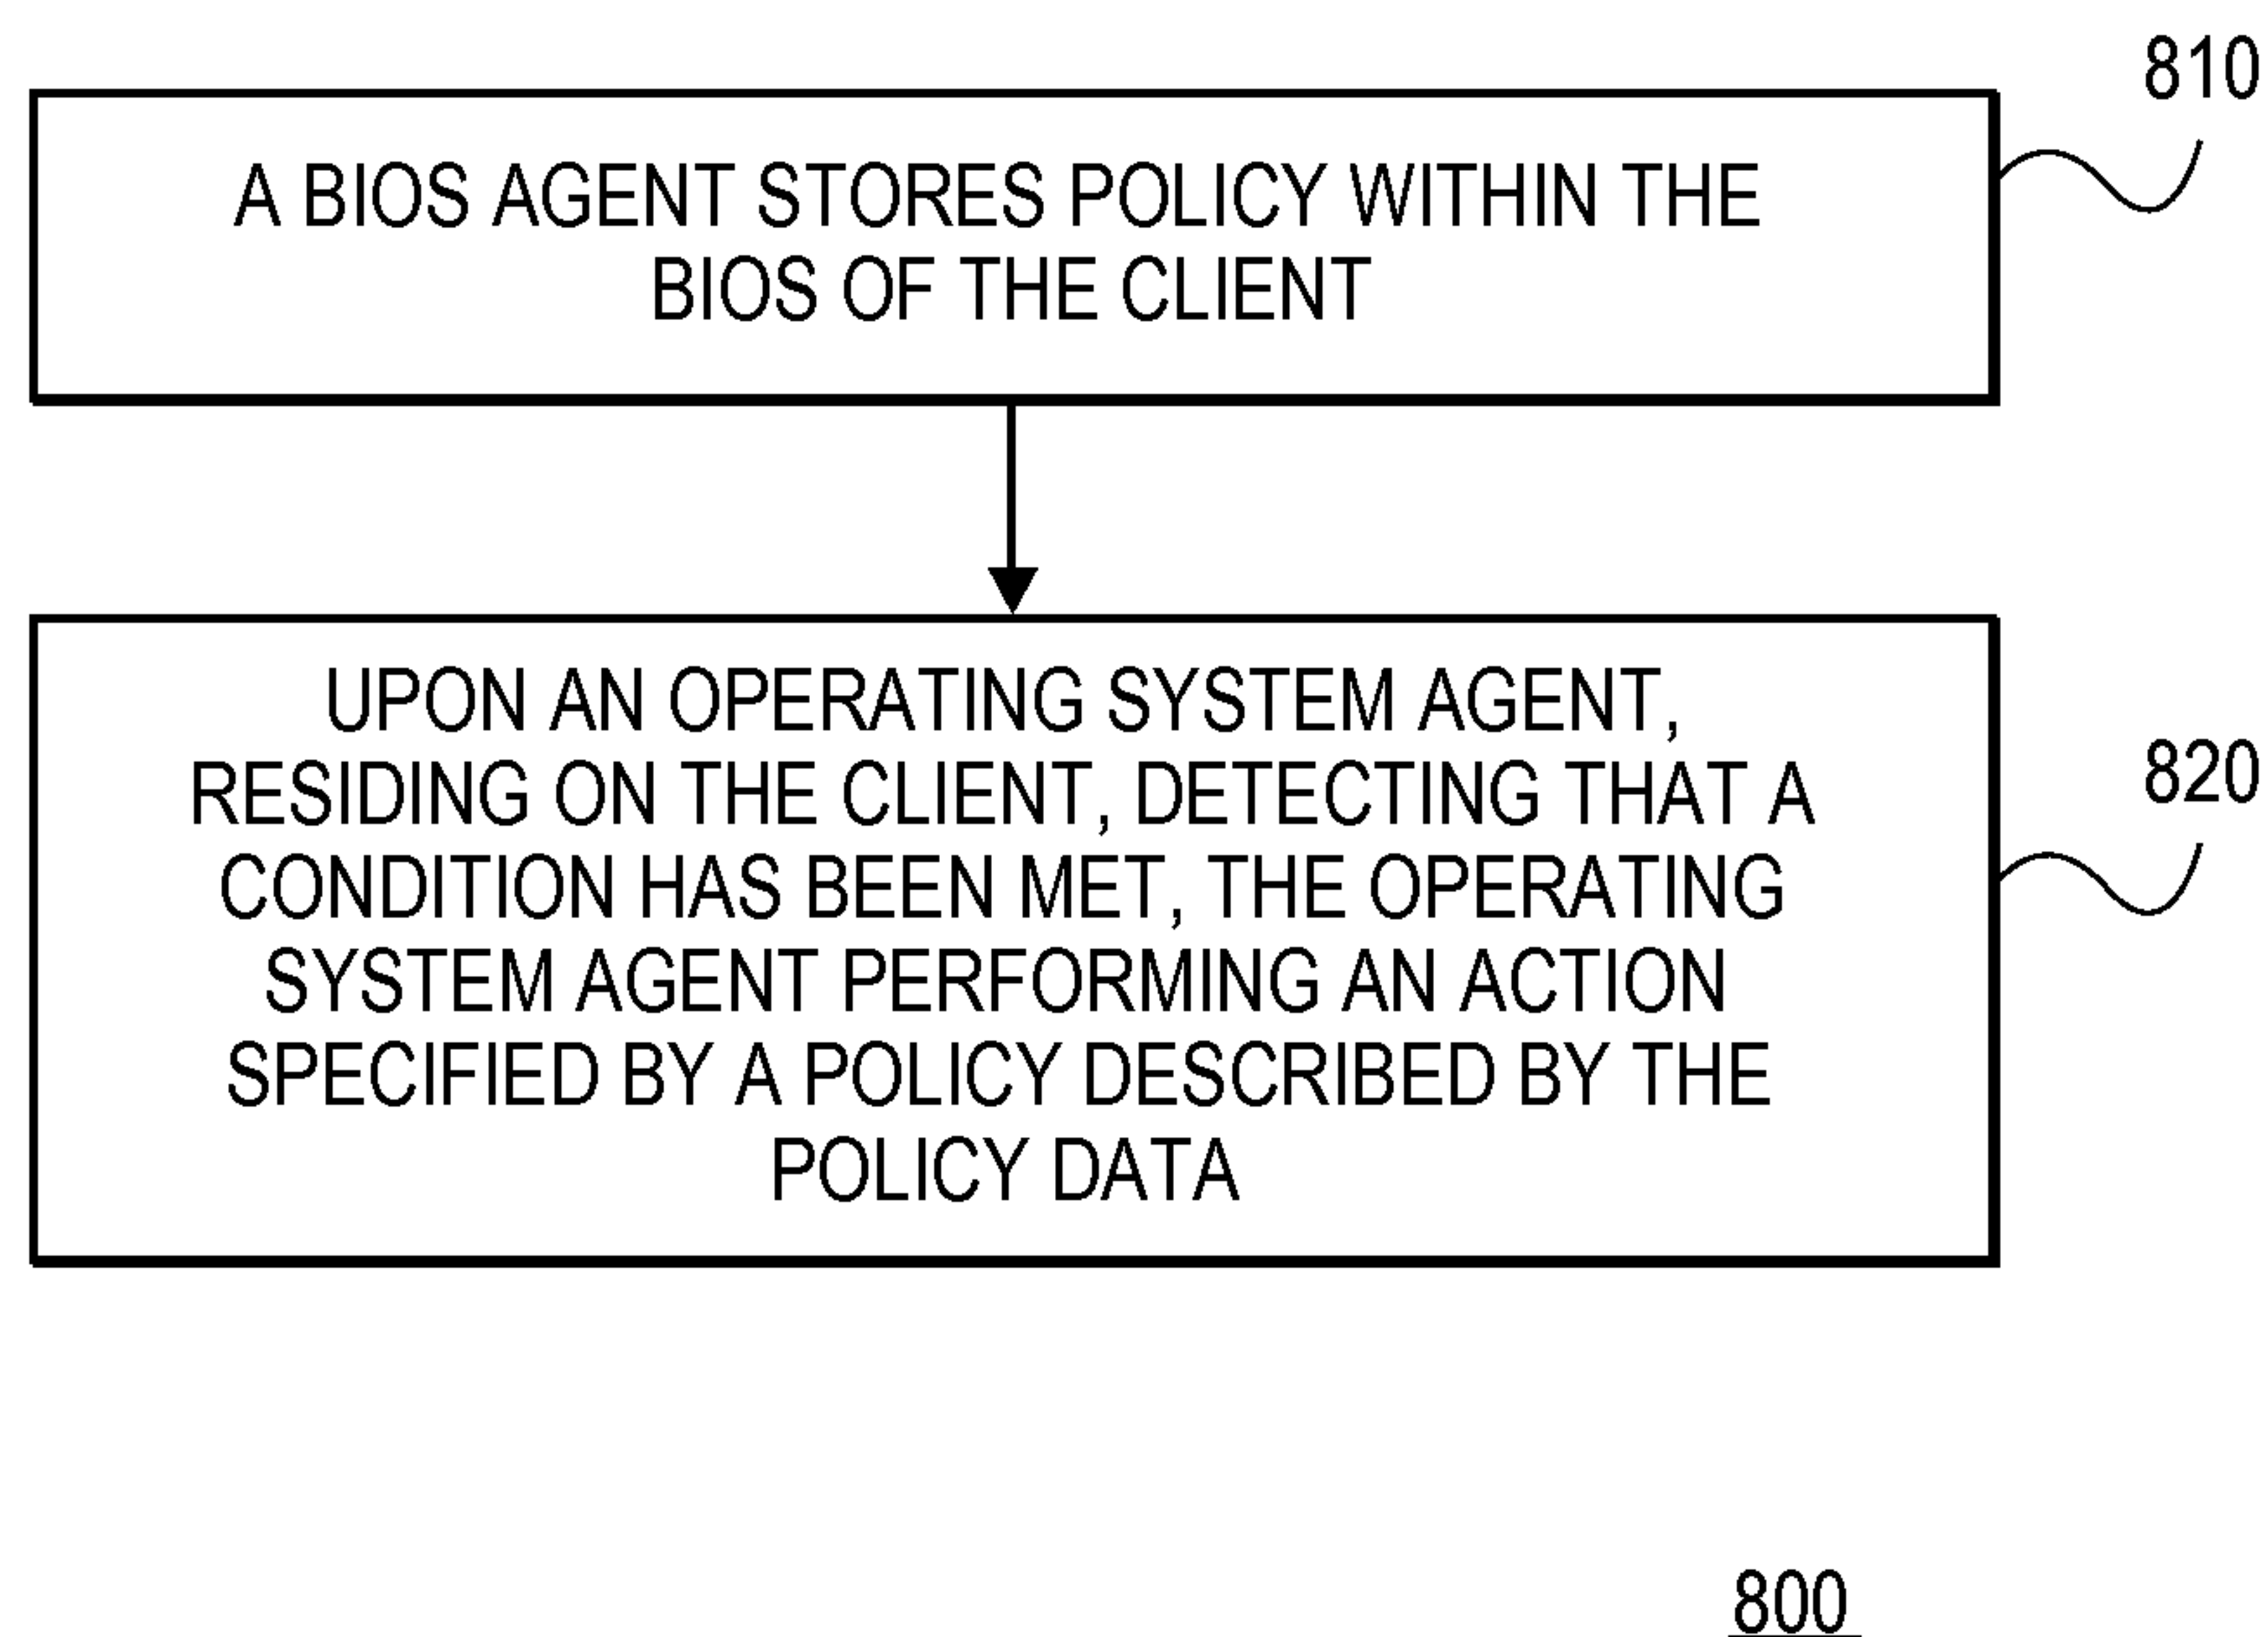 810
A BIOS AGENT STORES POLICY WITHIN THE
BIOS OF THE CLIENT
UPON AN OPERATING SYSTEM AGENT,
RESIDING ON THE CLIENT, DETECTING THAT A
CONDITION HAS BEEN MET, THE OPERATING
SYSTEM AGENT PERFORMING AN ACTION
SPECIFIED BY A POLICY DESCRIBED BY THE
POLICY DATA
820
800